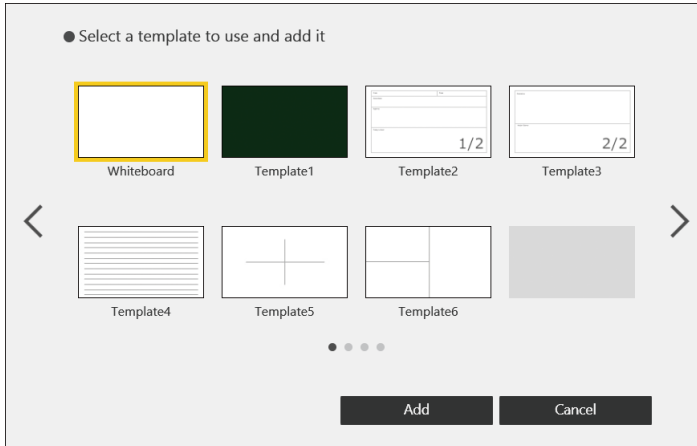 Select a template to use and add it
1/2
2/2
Whiteboard
Template1
Template2
Template3
Template4
Template5
Template6
Add
Cancel